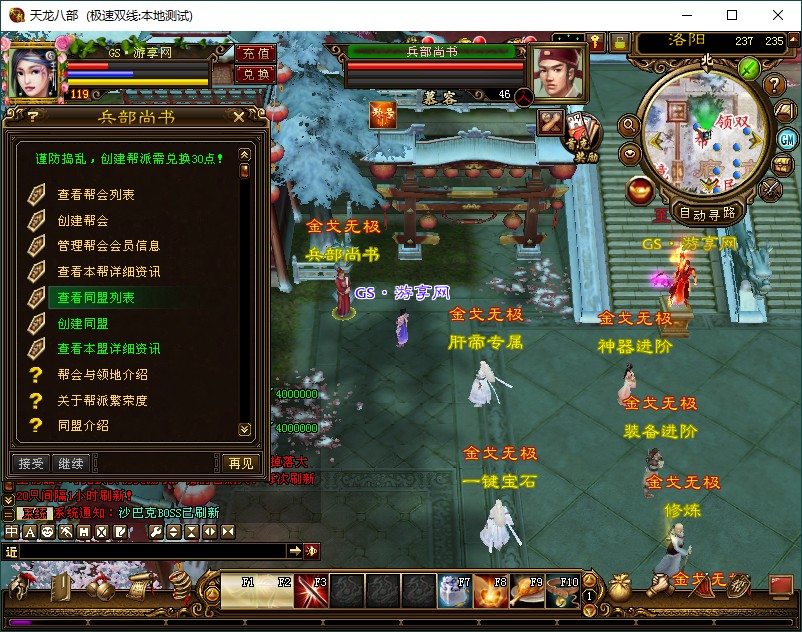 天龙八部 (极速双线:本地测试)
GS·游享网
充值
兑换
119
兵部尚书
46
慕容
洛阳
237 235
北
领双
帮
GM
自动寻路
兵部尚书
谨防捣乱,创建帮派需兑换30点!
查看帮会列表
创建帮会
管理帮会会员信息
查看本帮详细资讯
查看同盟列表
创建同盟
查看本盟详细资讯
帮会与领地介绍
关于帮派繁荣度
同盟介绍
接受
继续
再见
金戈无极
兵部尚书
GS·游享网
金戈无极
肝帝专属
GS·游享网
金戈无极
神器进阶
金戈无极
装备进阶
金戈无极
一键宝石
金戈无极
修炼
金戈无极
4000000
4000000
20只间隔1小时刷新!
系统 系统通知:沙巴克BOSS已刷新
近
F1 F2 F3 F7 F8 F9 F10
1